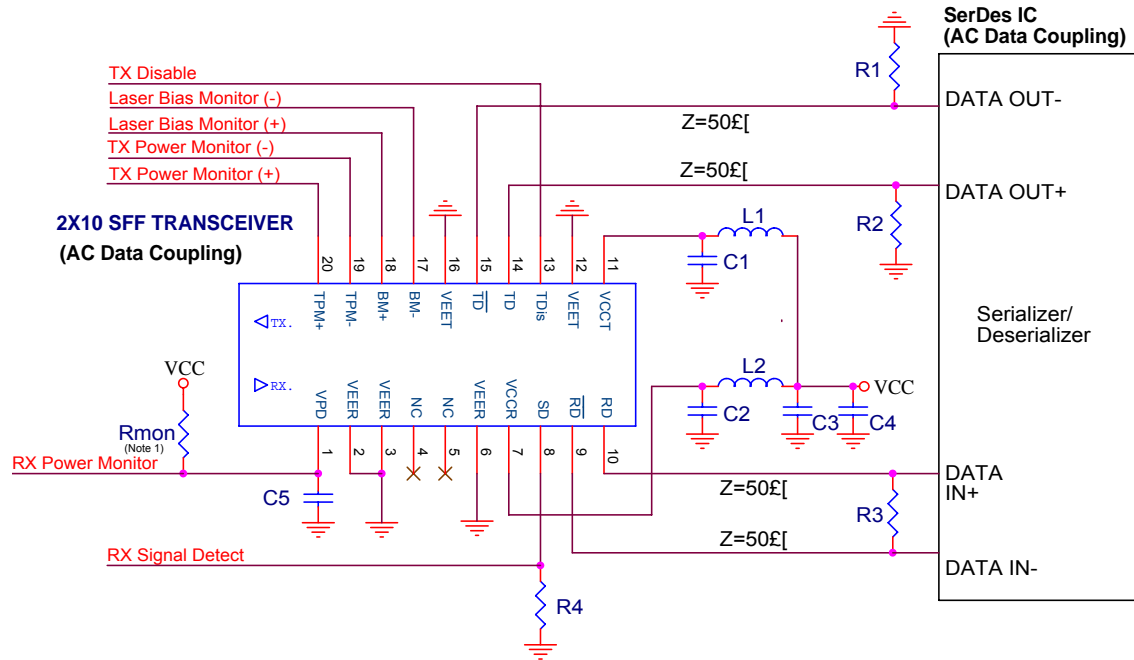 SerDes IC
(AC Data Coupling)
R1
TX Disable
Laser Bias Monitor (-)
Laser Bias Monitor (+)
TX Power Monitor (-)
TX Power Monitor (+)
DATA OUT-
Z=50£[
Z=50£[
DATA OUT+
R2
2X10 SFF TRANSCEIVER
(AC Data Coupling)
L1
C1
20
19
18
17
16
15
14
13
12
11
TPM+
TPM-
BM+
BM-
VEET
TD
TD
TDis
VEET
VCCT
TX.
RX.
Serializer/
Deserializer
VCC
L2
VCC
C2
C3
C4
VPD
VEER
VEER
NC
NC
VEER
VCCR
SD
RD
RD
Rmon
(Note 1)
1
2
3
4
5
6
7
8
9
10
RX Power Monitor
C5
Z=50£[
DATA
IN+
R3
Z=50£[
RX Signal Detect
DATA IN-
R4